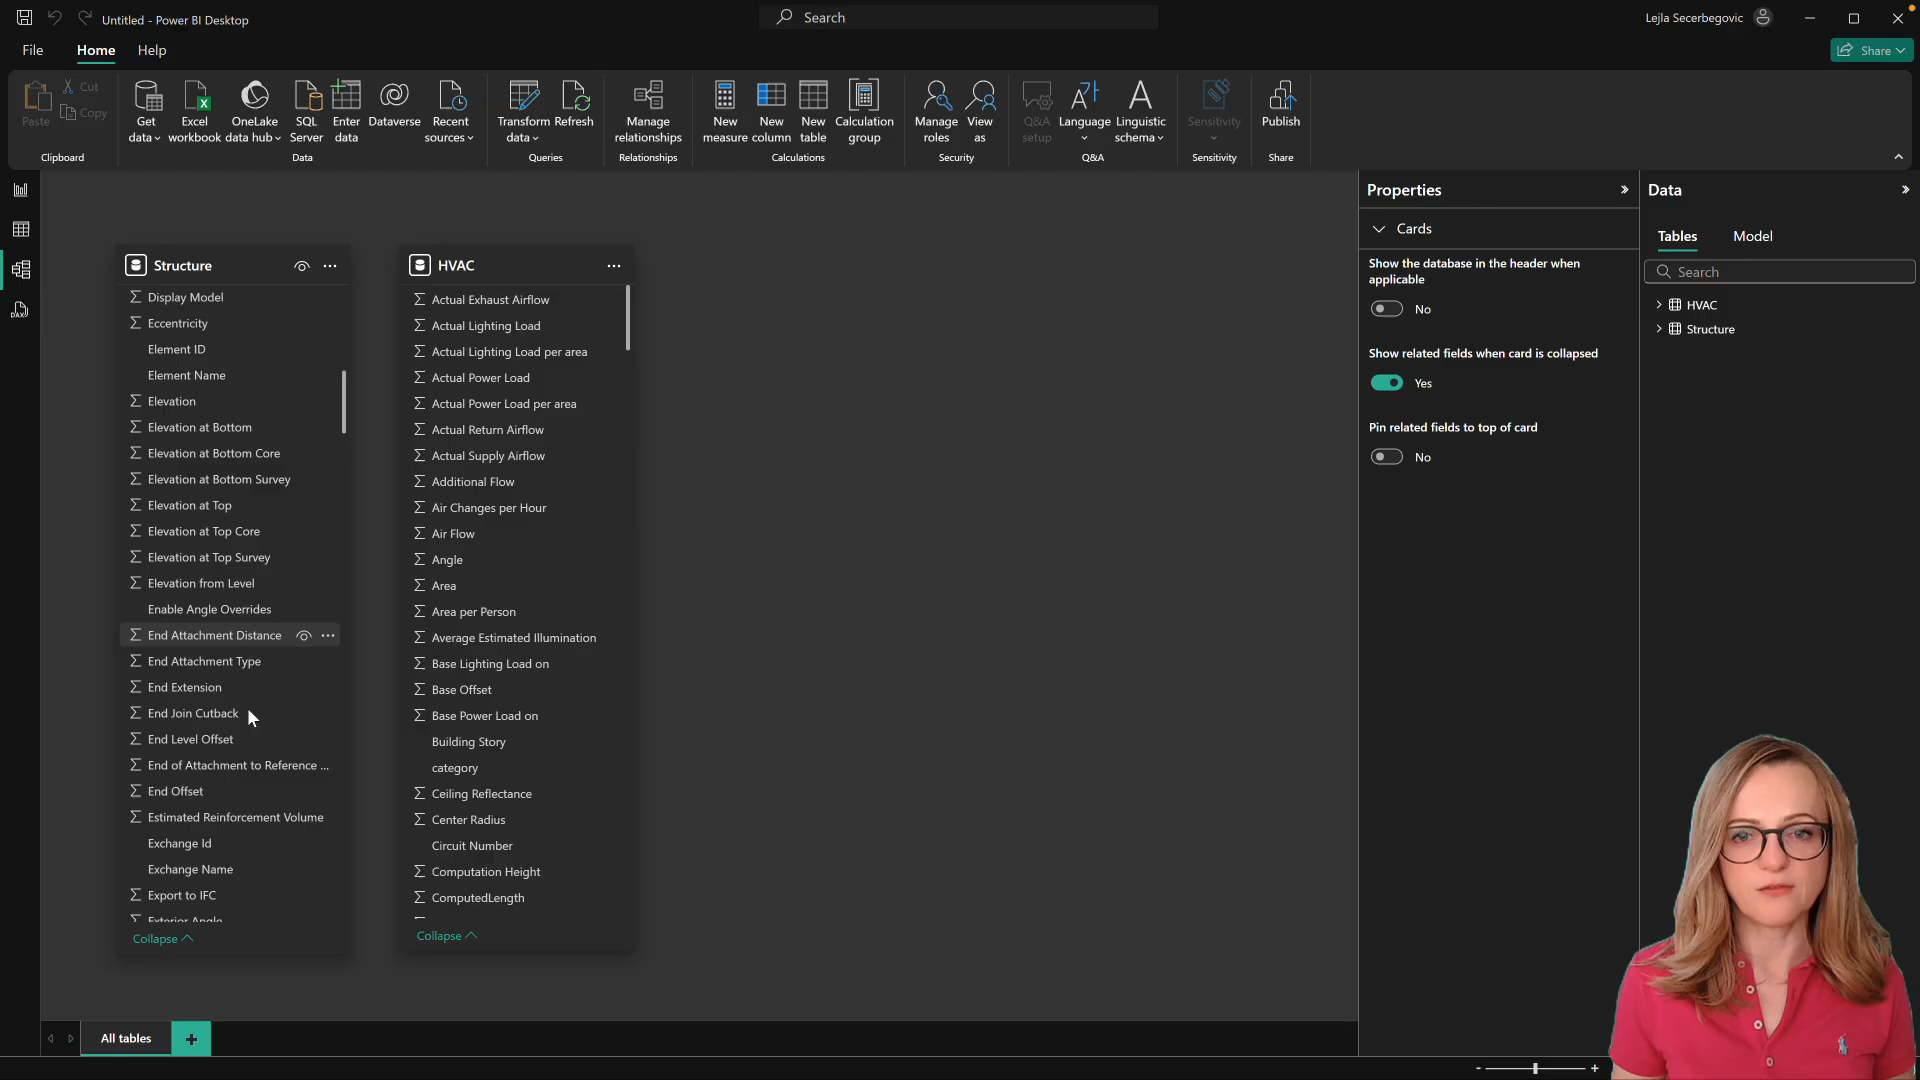 Untitled - Power BI Desktop
Search
Lejla Secerbegovic
File
Home
Help
Share
Paste
Cut
Copy
Clipboard
Get data
Excel workbook
OneLake data hub
SQL Server
Enter data
Dataverse
Recent sources
Data
Transform data
Refresh
Queries
Manage relationships
Relationships
New measure
New column
New table
Calculation group
Calculations
Manage roles
View as
Security
Q&A setup
Language
Linguistic schema
Q&A
Sensitivity
Sensitivity
Publish
Share
DAX
Structure
Display Model
Eccentricity
Element ID
Element Name
Elevation
Elevation at Bottom
Elevation at Bottom Core
Elevation at Bottom Survey
Elevation at Top
Elevation at Top Core
Elevation at Top Survey
Elevation from Level
Enable Angle Overrides
End Attachment Distance
End Attachment Type
End Extension
End Join Cutback
End Level Offset
End of Attachment to Reference ...
End Offset
Estimated Reinforcement Volume
Exchange Id
Exchange Name
Export to IFC
Exterior Angle
Collapse
HVAC
Actual Exhaust Airflow
Actual Lighting Load
Actual Lighting Load per area
Actual Power Load
Actual Power Load per area
Actual Return Airflow
Actual Supply Airflow
Additional Flow
Air Changes per Hour
Air Flow
Angle
Area
Area per Person
Average Estimated Illumination
Base Lighting Load on
Base Offset
Base Power Load on
Building Story
category
Ceiling Reflectance
Center Radius
Circuit Number
Computation Height
ComputedLength
Collapse
Properties
Cards
Show the database in the header when
applicable
No
Show related fields when card is collapsed
Yes
Pin related fields to top of card
No
Data
Tables
Model
Search
HVAC
Structure
All tables